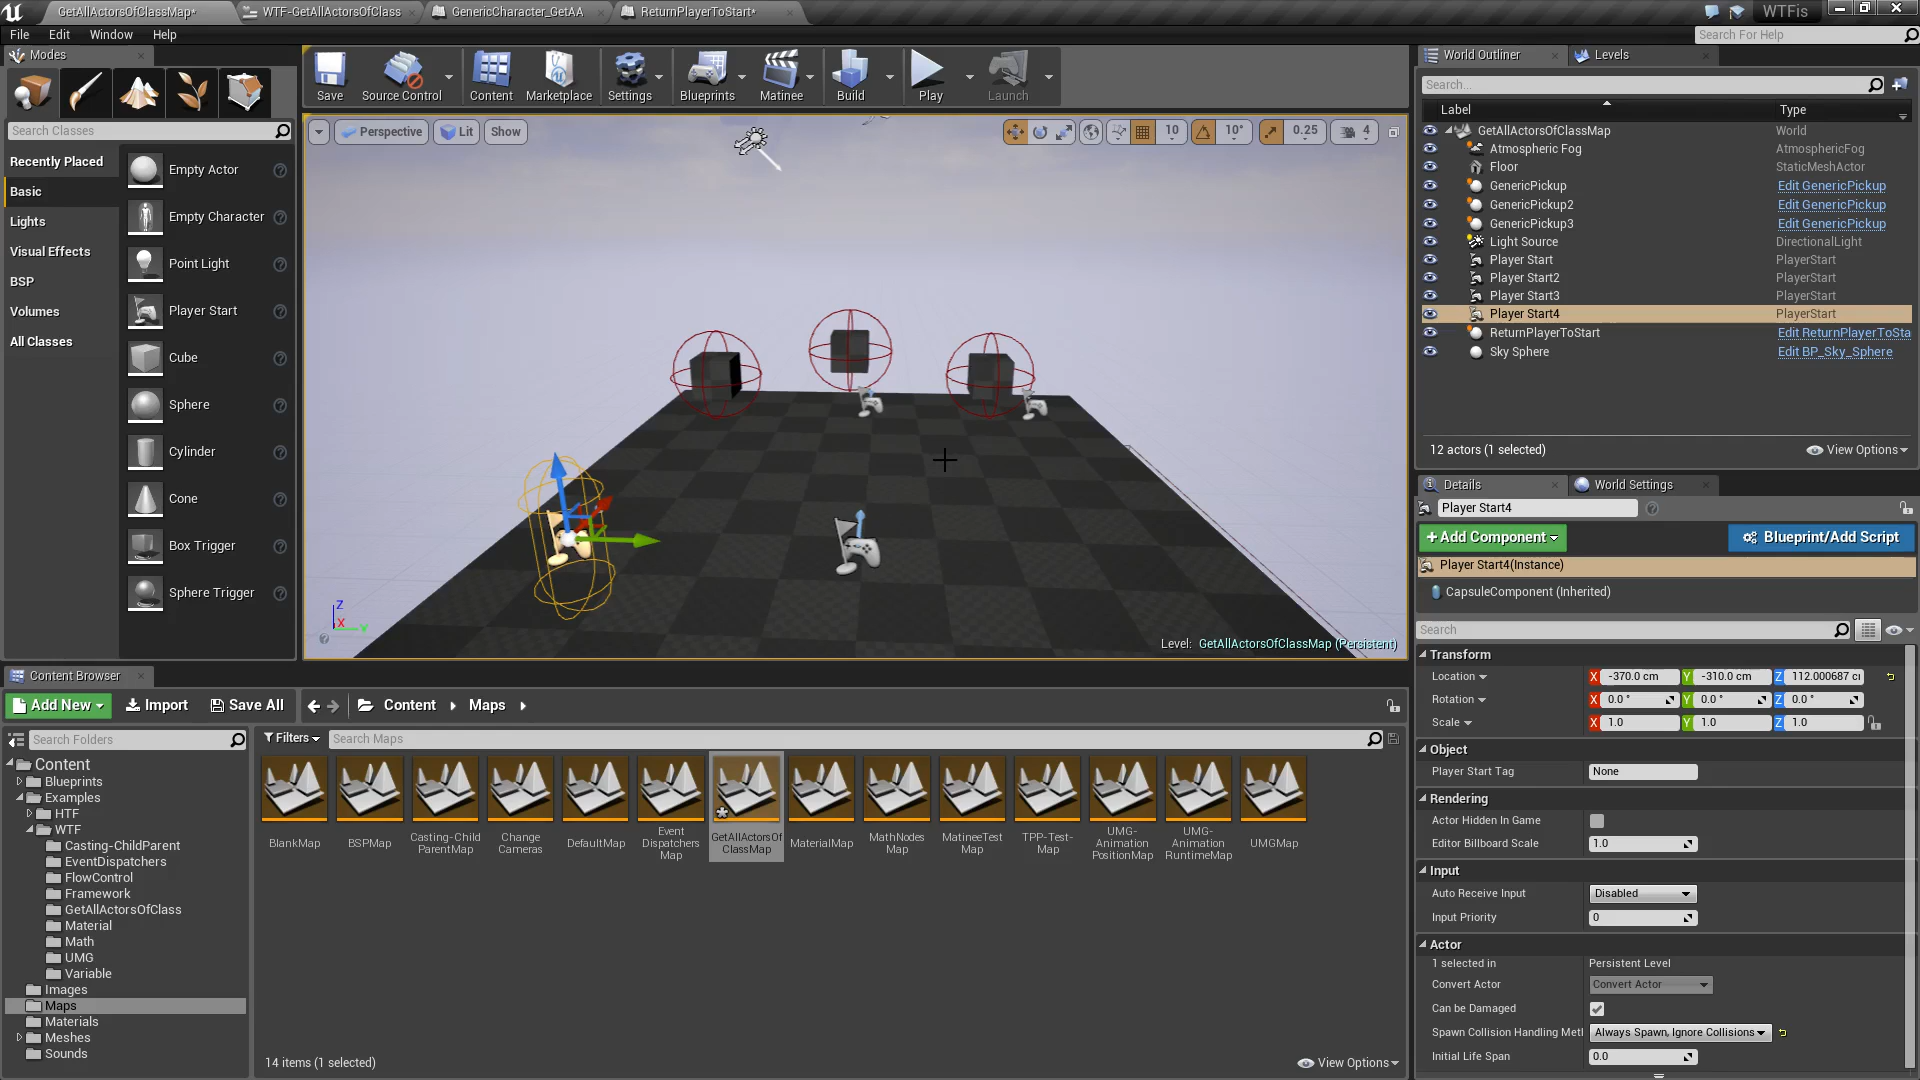 GetAllActorsOfClassMap*
WTF-GetAllActorsOfClass
GenericCharacter_GetAA
ReturnPlayerToStart*
WTFis
File Edit Window Help
Search For Help
Modes
Save
Source Control
Content
Marketplace
Settings
Blueprints
Matinee
Build
Play
Launch
World Outliner
Levels
Search...
Label
Type
Search Classes
Recently Placed
Basic
Lights
Visual Effects
BSP
Volumes
All Classes
Empty Actor
Empty Character
Point Light
Player Start
Cube
Sphere
Cylinder
Cone
Box Trigger
Sphere Trigger
Perspective
Lit
Show
10
10°
0.25
4
Z
X
Y
Level: GetAllActorsOfClassMap (Persistent)
GetAllActorsOfClassMap World
Atmospheric Fog AtmosphericFog
Floor StaticMeshActor
GenericPickup Edit GenericPickup
GenericPickup2 Edit GenericPickup
GenericPickup3 Edit GenericPickup
Light Source DirectionalLight
Player Start PlayerStart
Player Start2 PlayerStart
Player Start3 PlayerStart
Player Start4 PlayerStart
ReturnPlayerToStart Edit ReturnPlayerToSta
Sky Sphere Edit BP_Sky_Sphere
12 actors (1 selected)
View Options
Details
World Settings
Player Start4
+Add Component
Blueprint/Add Script
Player Start4(Instance)
CapsuleComponent (Inherited)
Search
Transform
Location X -370.0 cm Y -310.0 cm Z 112.000687 c
Rotation X 0.0 ° Y 0.0 ° Z 0.0 °
Scale X 1.0 Y 1.0 Z 1.0
Object
Player Start Tag None
Rendering
Actor Hidden In Game
Editor Billboard Scale 1.0
Input
Auto Receive Input Disabled
Input Priority 0
Actor
1 selected in Persistent Level
Convert Actor Convert Actor
Can be Damaged
Spawn Collision Handling Metl Always Spawn, Ignore Collisions
Initial Life Span 0.0
Content Browser
Add New
Import
Save All
Content
Maps
Search Folders
Filters
Search Maps
Content
Blueprints
Examples
HTF
WTF
Casting-ChildParent
EventDispatchers
FlowControl
Framework
GetAllActorsOfClass
Material
Math
UMG
Variable
Images
Maps
Materials
Meshes
Sounds
BlankMap
BSPMap
Casting-Child
ParentMap
Change
Cameras
DefaultMap
Event
Dispatchers
Map
GetAllActorsOf
ClassMap
MaterialMap
MathNodes
Map
MatineeTest
Map
TPP-Test-
Map
UMG-
Animation
PositionMap
UMG-
Animation
RuntimeMap
UMGMap
14 items (1 selected)
View Options